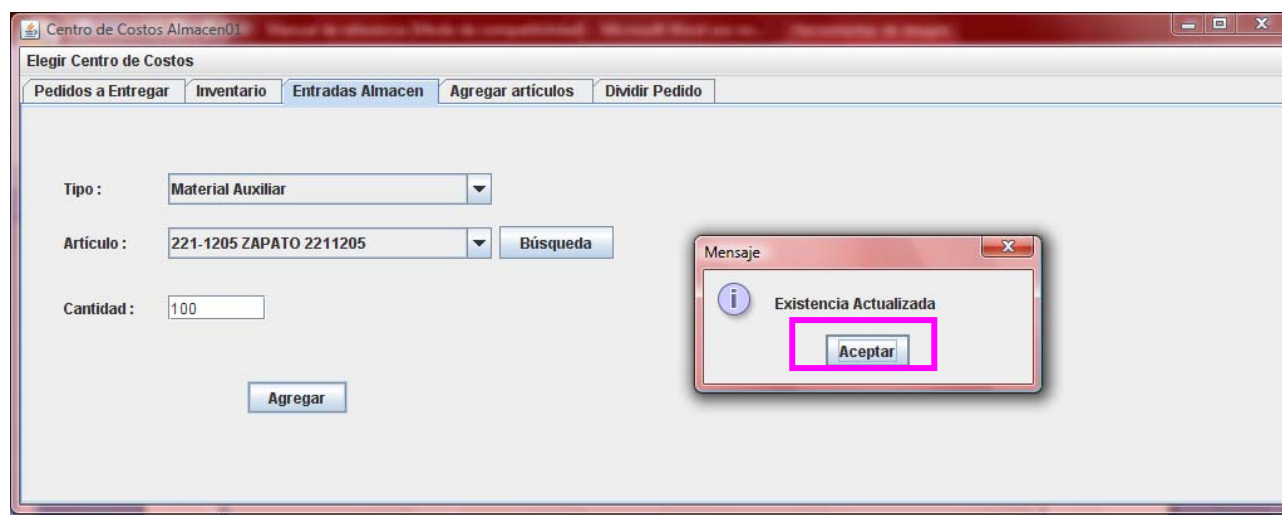 Centro de Costos Almacen01
Elegir Centro de Costos
Pedidos a Entregar Inventario Entradas Almacen Agregar artículos Dividir Pedido
Tipo : Material Auxiliar
Artículo : 221-1205 ZAPATO 2211205 Búsqueda
Cantidad : 100
Agregar
Mensaje
Existencia Actualizada
Aceptar